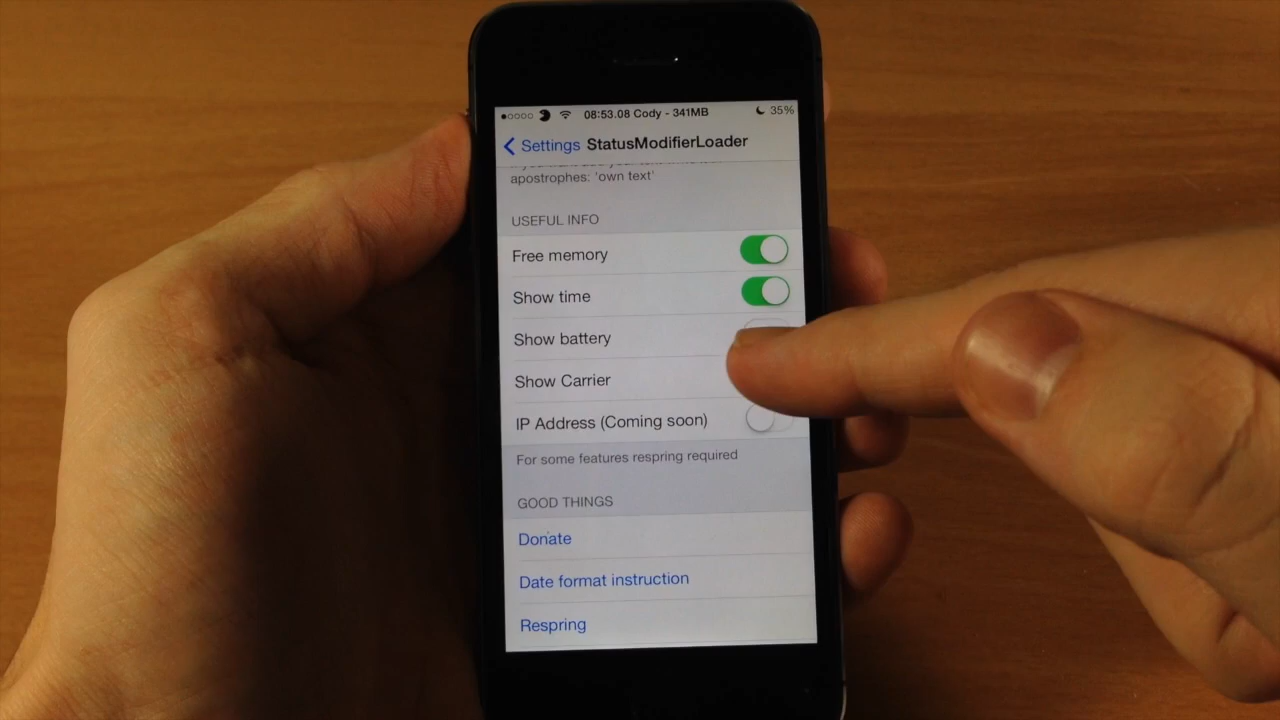 08:53.08 Cody - 341MB 35%
Settings StatusModifierLoader
apostrophes: 'own text'
USEFUL INFO
Free memory
Show time
Show battery
Show Carrier
IP Address (Coming soon)
For some features respring required
GOOD THINGS
Donate
Date format instruction
Respring